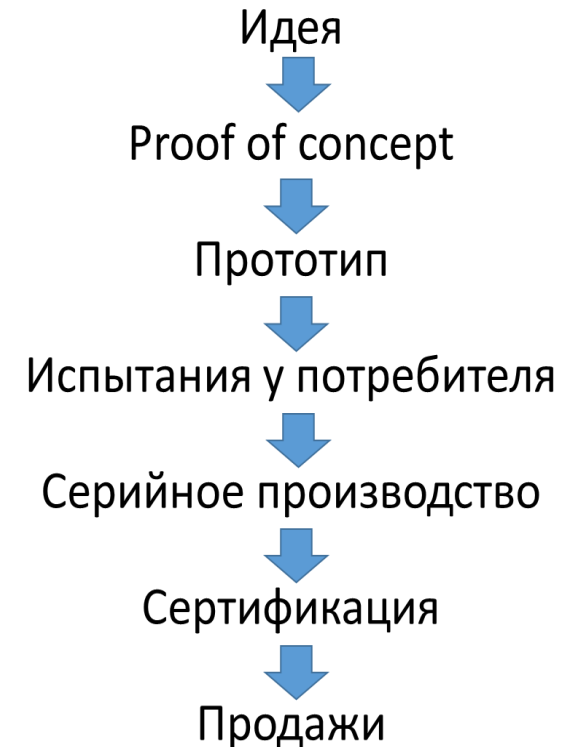 Идея
Proof of concept
Прототип
Испытания у потребителя
Серийное производство
Сертификация
Продажи